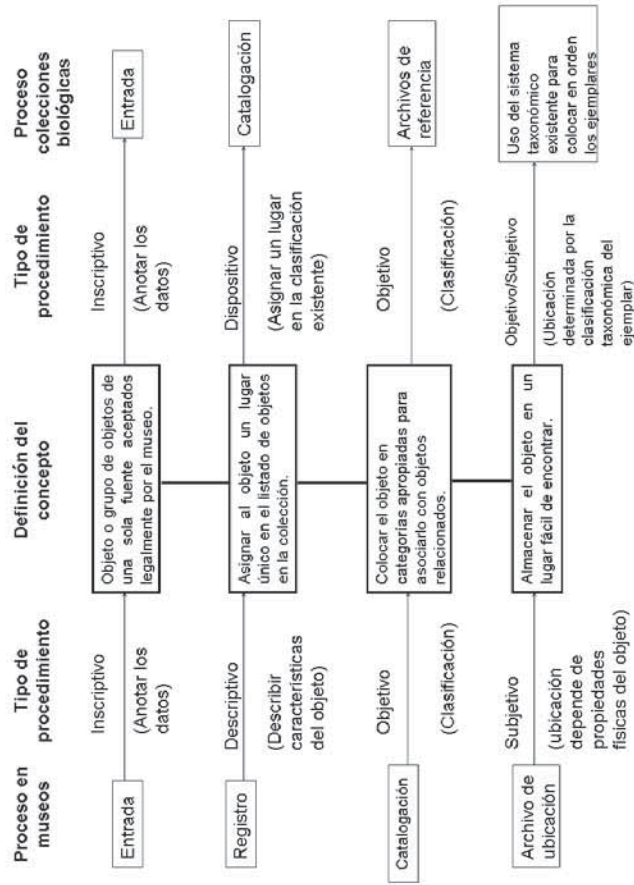 Proceso en
museos
Tipo de
procedimiento
Definición del
concepto
Tipo de
procedimiento
Proceso
colecciones
biológicas
Entrada
Inscriptivo
(Anotar los
datos)
Objeto o grupo de objetos de
una sola fuente aceptados
legalmente por el museo.
Inscriptivo
(Anotar los
datos)
Entrada
Registro
Descriptivo
(Describir
características
del objeto)
Asignar al objeto un lugar
único en el listado de objetos
en la colección.
Dispositivo
(Asignar un lugar
en la clasificación
existente)
Catalogación
Catalogación
Objetivo
(Clasificación)
Colocar el objeto en
categorías apropiadas para
asociarlo con objetos
relacionados.
Objetivo
(Clasificación)
Archivos de
referencia
Archivo de
ubicación
Subjetivo
(ubicación
depende de
propiedades
físicas del objeto)
Almacenar el objeto en un
lugar fácil de encontrar.
Objetivo/Subjetivo
(Ubicación
determinada por la
clasificación
taxonómica del
ejemplar)
Uso del sistema
taxonómico
existente para
colocar en orden
los ejemplares